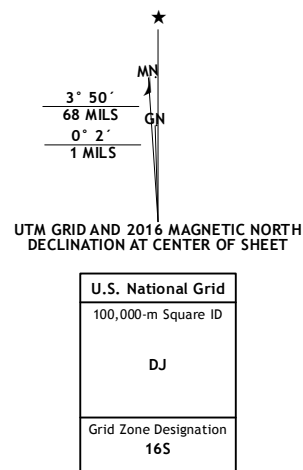 ★
MN
3° 50´
68 MILS
GN
0° 2´
1 MILS
UTM GRID AND 2016 MAGNETIC NORTH
DECLINATION AT CENTER OF SHEET
U.S. National Grid
100,000-m Square ID
DJ
Grid Zone Designation
16S